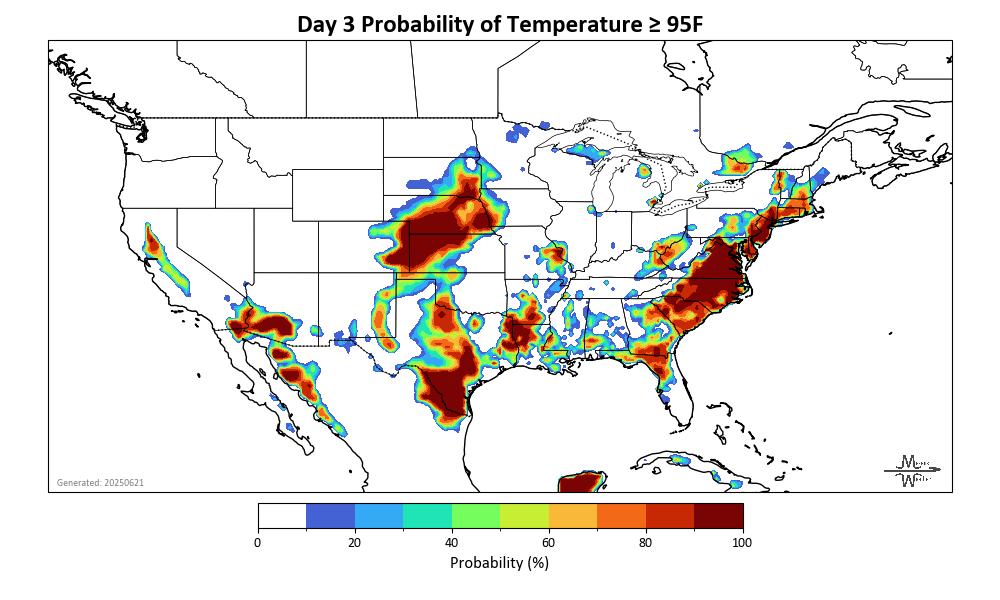 Day 3 Probability of Temperature ≥ 95F
Generated: 20250621
0 20 40 60 80 100
Probability (%)